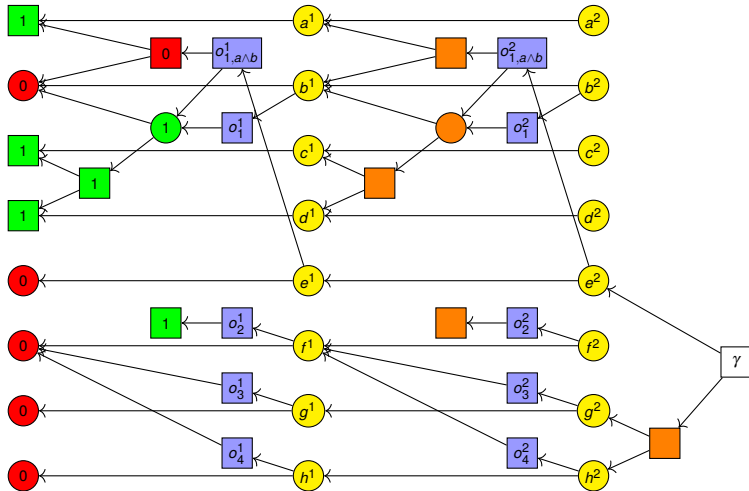 1 a¹ a²
0 o¹₁,ₐ∧b o²₁,ₐ∧b
0 b¹ b²
1 o¹₁ o²₁
1 c¹ c²
1
1 d¹ d²
0 e¹ e²
1 o¹₂ o²₂
0 f¹ f²
γ
o¹₃ o²₃
0 g¹ g²
o¹₄ o²₄
0 h¹ h²